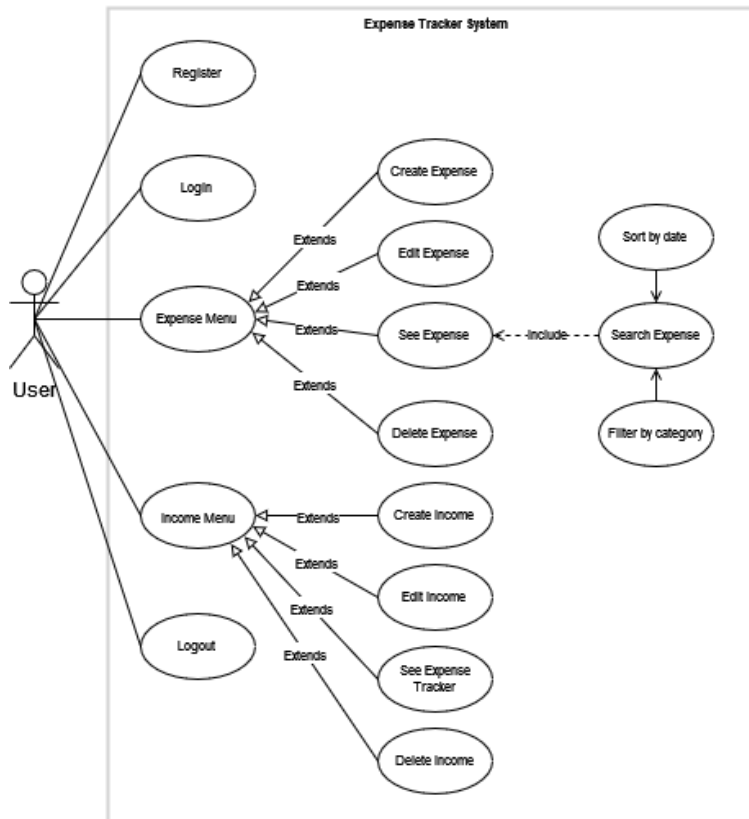 Expense Tracker System
Register
Login
Expense Menu
Income Menu
Logout
User
Create Expense
Edit Expense
See Expense
Delete Expense
Extends
Extends
Extends
Extends
include
Sort by date
Search Expense
Filter by category
Create Income
Edit Income
See Expense
Tracker
Delete Income
Extends
Extends
Extends
Extends